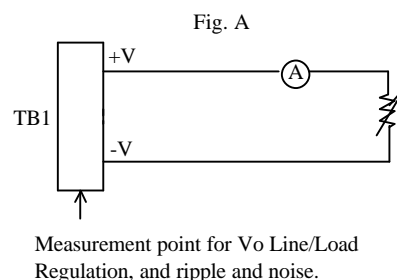 Fig. A
+V
A
TB1
-V
Measurement point for Vo Line/Load
Regulation, and ripple and noise.